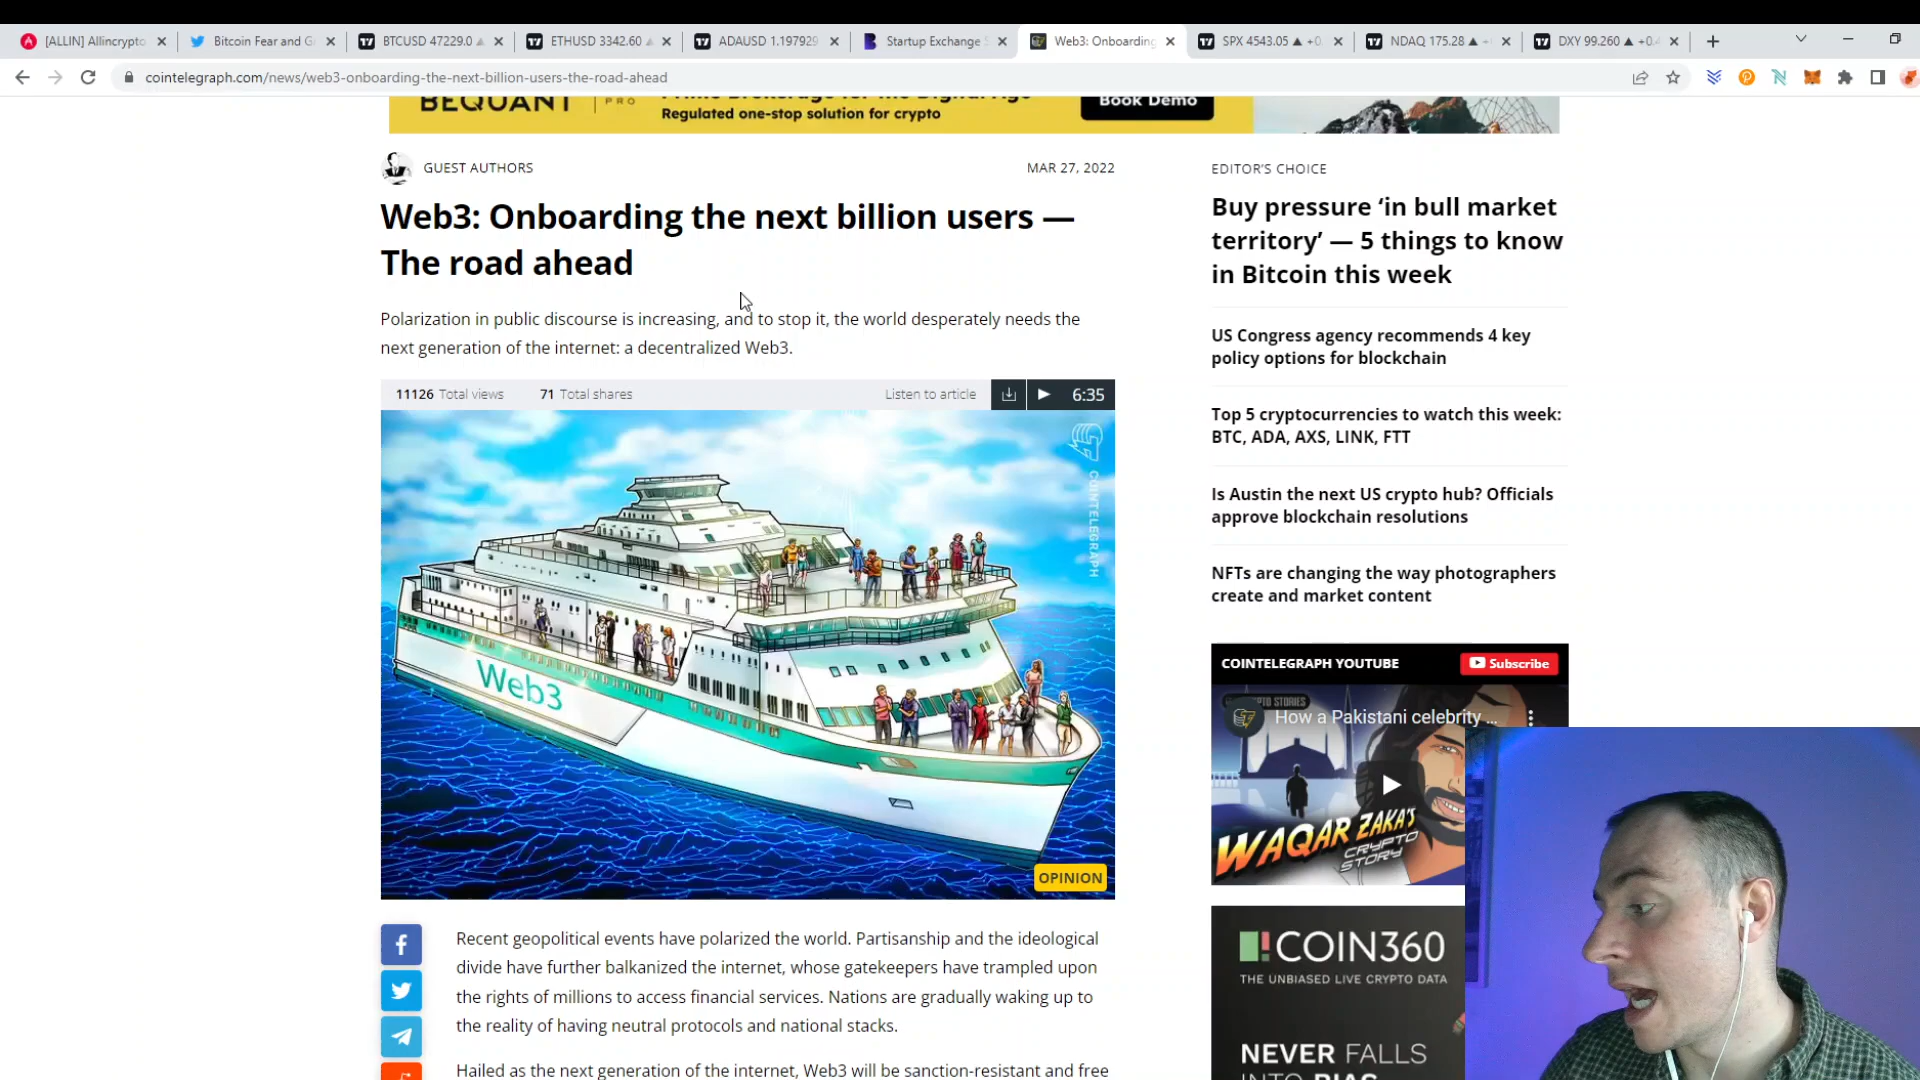 [ALLIN] Allincrypto
Bitcoin Fear and G
BTCUSD 47229.0
ETHUSD 3342.60
ADAUSD 1.197929
Startup Exchange
Web3: Onboarding
SPX 4543.05 ▲ +0
NDAQ 175.28 ▲
DXY 99.260 ▲ +0.
cointelegraph.com/news/web3-onboarding-the-next-billion-users-the-road-ahead
BEQUANT PRO
Regulated one-stop solution for crypto
Book Demo
GUEST AUTHORS
MAR 27, 2022
Web3: Onboarding the next billion users —
The road ahead
Polarization in public discourse is increasing, and to stop it, the world desperately needs the
next generation of the internet: a decentralized Web3.
11126 Total views 71 Total shares
Listen to article
6:35
COINTELEGRAPH
Web3
OPINION
Recent geopolitical events have polarized the world. Partisanship and the ideological
divide have further balkanized the internet, whose gatekeepers have trampled upon
the rights of millions to access financial services. Nations are gradually waking up to
the reality of having neutral protocols and national stacks.
Hailed as the next generation of the internet, Web3 will be sanction-resistant and free
EDITOR'S CHOICE
Buy pressure ‘in bull market
territory’ — 5 things to know
in Bitcoin this week
US Congress agency recommends 4 key
policy options for blockchain
Top 5 cryptocurrencies to watch this week:
BTC, ADA, AXS, LINK, FTT
Is Austin the next US crypto hub? Officials
approve blockchain resolutions
NFTs are changing the way photographers
create and market content
COINTELEGRAPH YOUTUBE
Subscribe
How a Pakistani celebrity ...
WAQAR ZAKA'S
CRYPTO
STORY
COIN360
THE UNBIASED LIVE CRYPTO DATA
NEVER FALLS